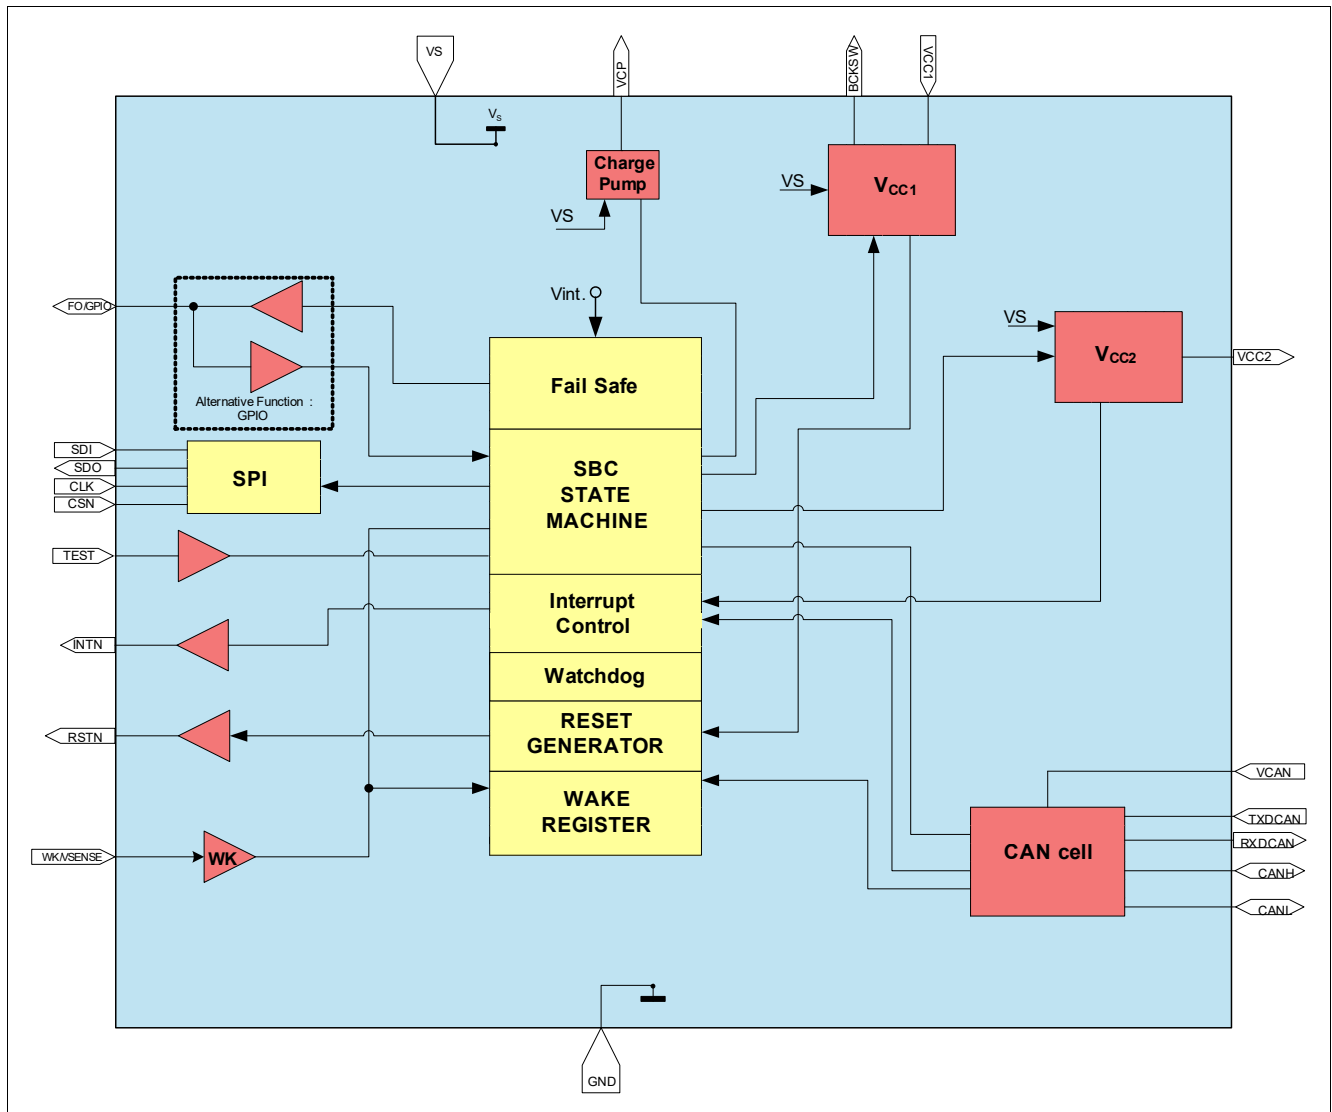 VS
VCP
BCKSW
VCC1
Vs
Charge
Pump
VS
VS
VCC1
FO/GPIO
Vint.
VS
VCC2
VCC2
Alternative Function :
GPIO
Fail Safe
SDI
SDO
CLK
CSN
SPI
SBC
STATE
MACHINE
TEST
Interrupt
Control
INTN
Watchdog
RSTN
RESET
GENERATOR
VCAN
WAKE
REGISTER
TXDCAN
RXDCAN
CAN cell
WK/VSENSE
WK
CANH
CANL
GND